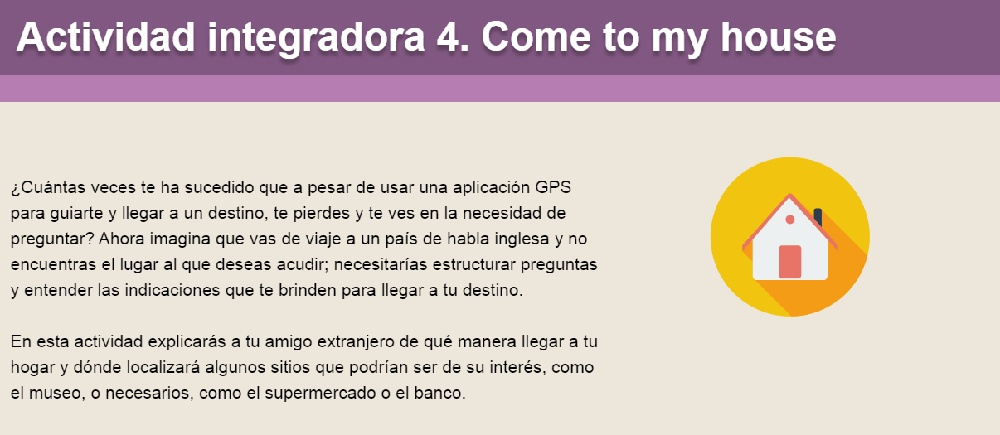 Actividad integradora 4. Come to my house
¿Cuántas veces te ha sucedido que a pesar de usar una aplicación GPS
para guiarte y llegar a un destino, te pierdes y te ves en la necesidad de
preguntar? Ahora imagina que vas de viaje a un país de habla inglesa y no
encuentras el lugar al que deseas acudir; necesitarías estructurar preguntas
y entender las indicaciones que te brinden para llegar a tu destino.
En esta actividad explicarás a tu amigo extranjero de qué manera llegar a tu
hogar y dónde localizará algunos sitios que podrían ser de su interés, como
el museo, o necesarios, como el supermercado o el banco.